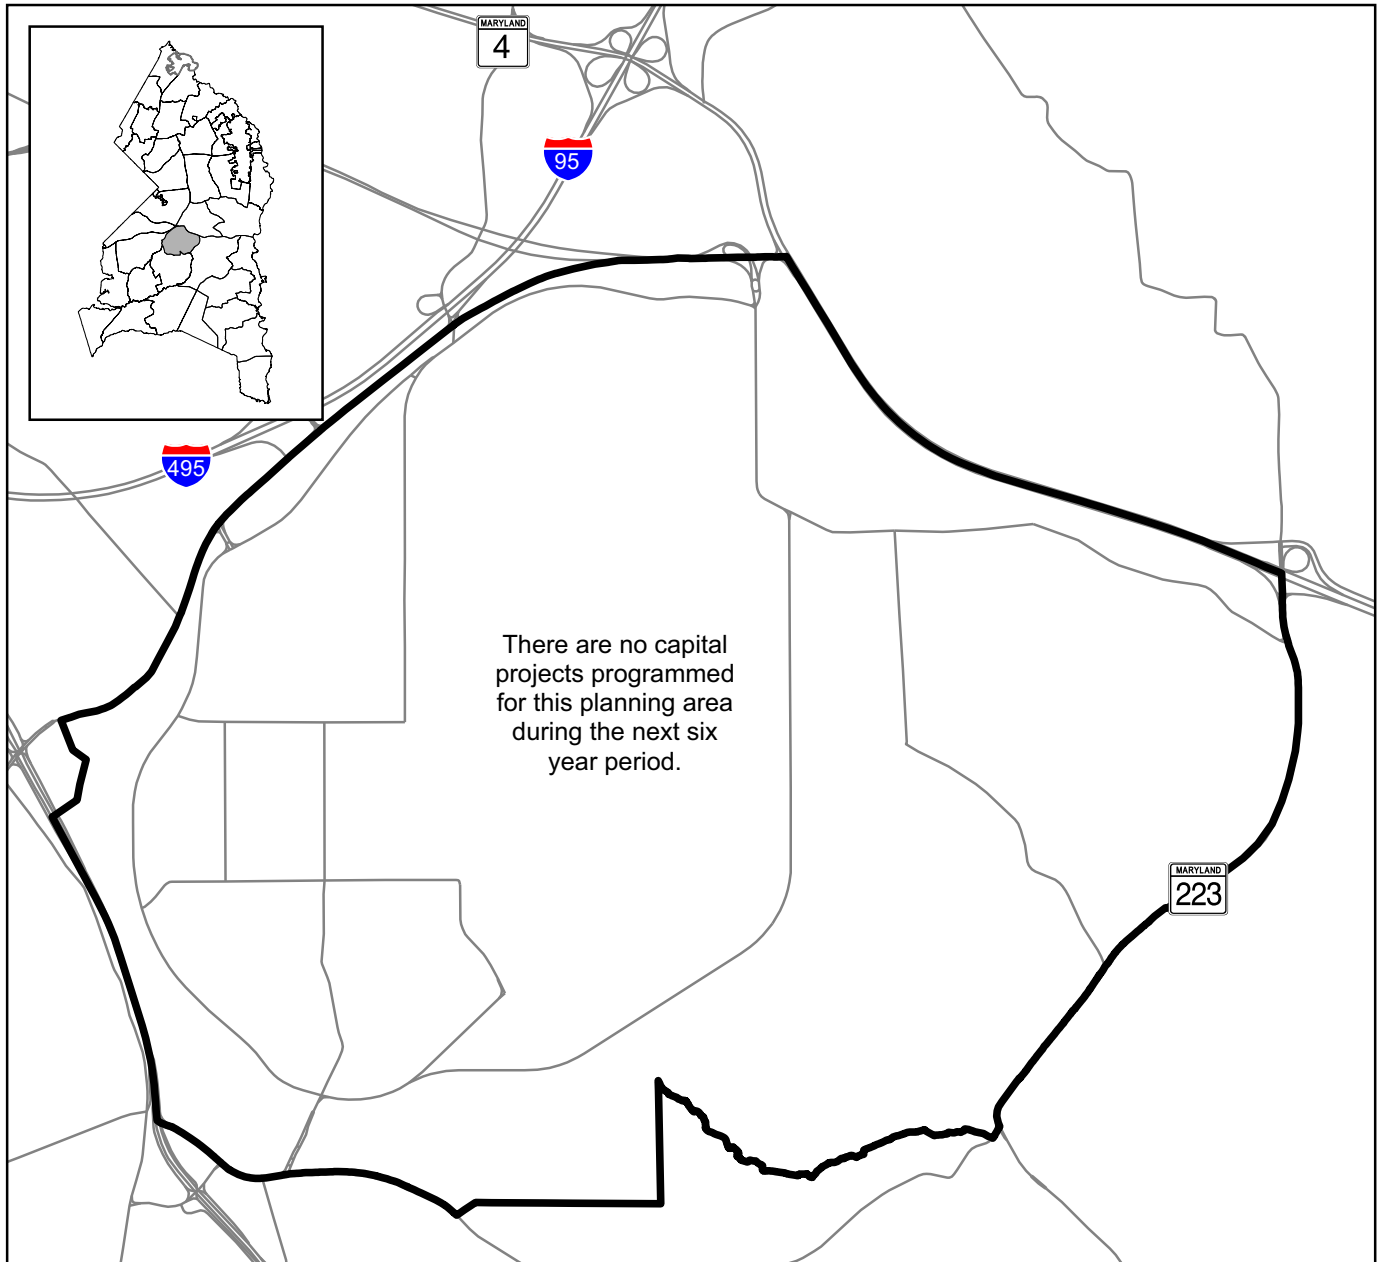 MARYLAND
4
95
495
There are no capital
projects programmed
for this planning area
during the next six
year period.
MARYLAND
223